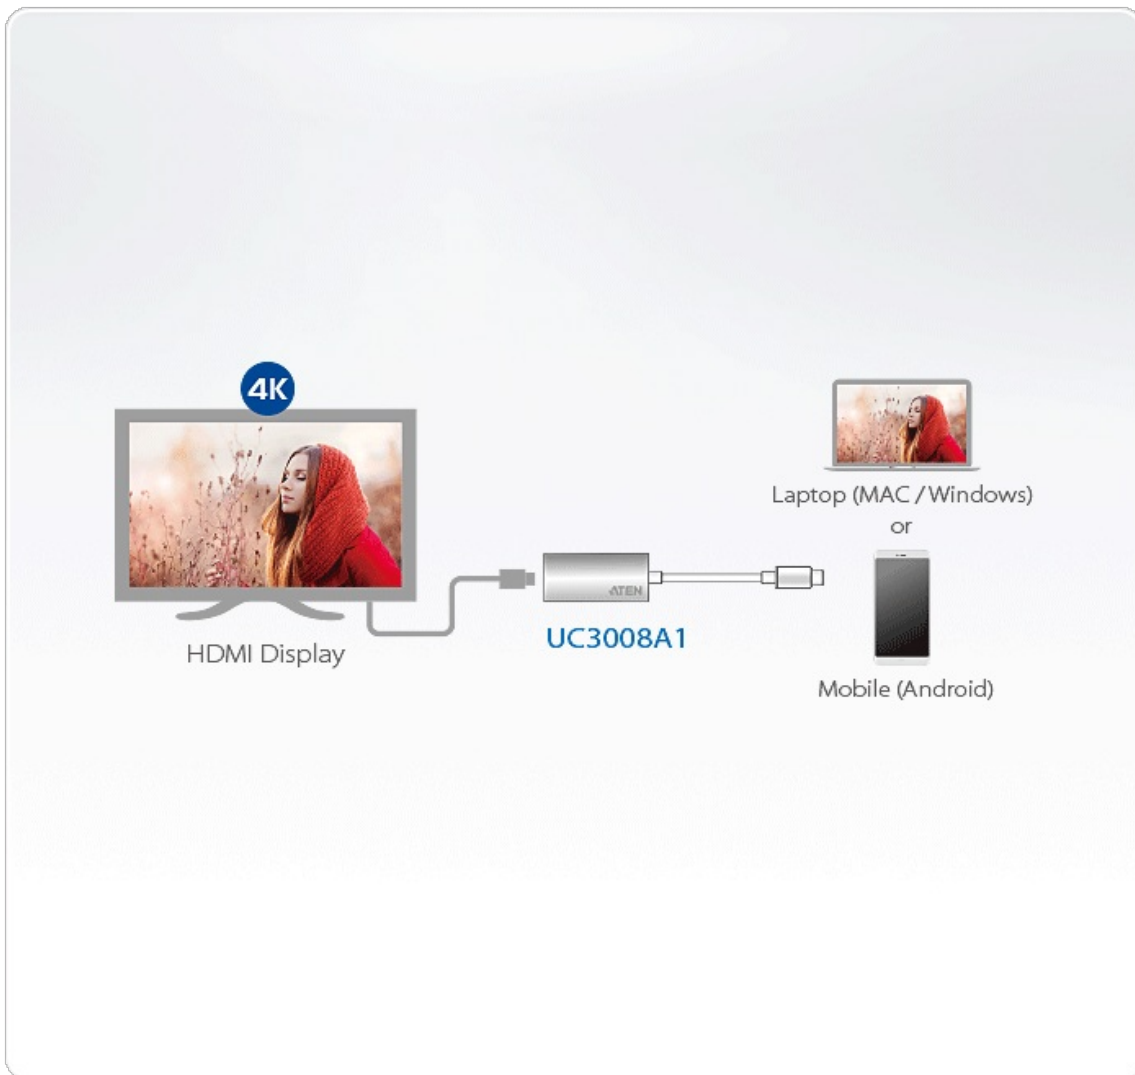 4K
HDMI Display
ATEN
UC3008A1
Laptop (MAC / Windows)
or
Mobile (Android)